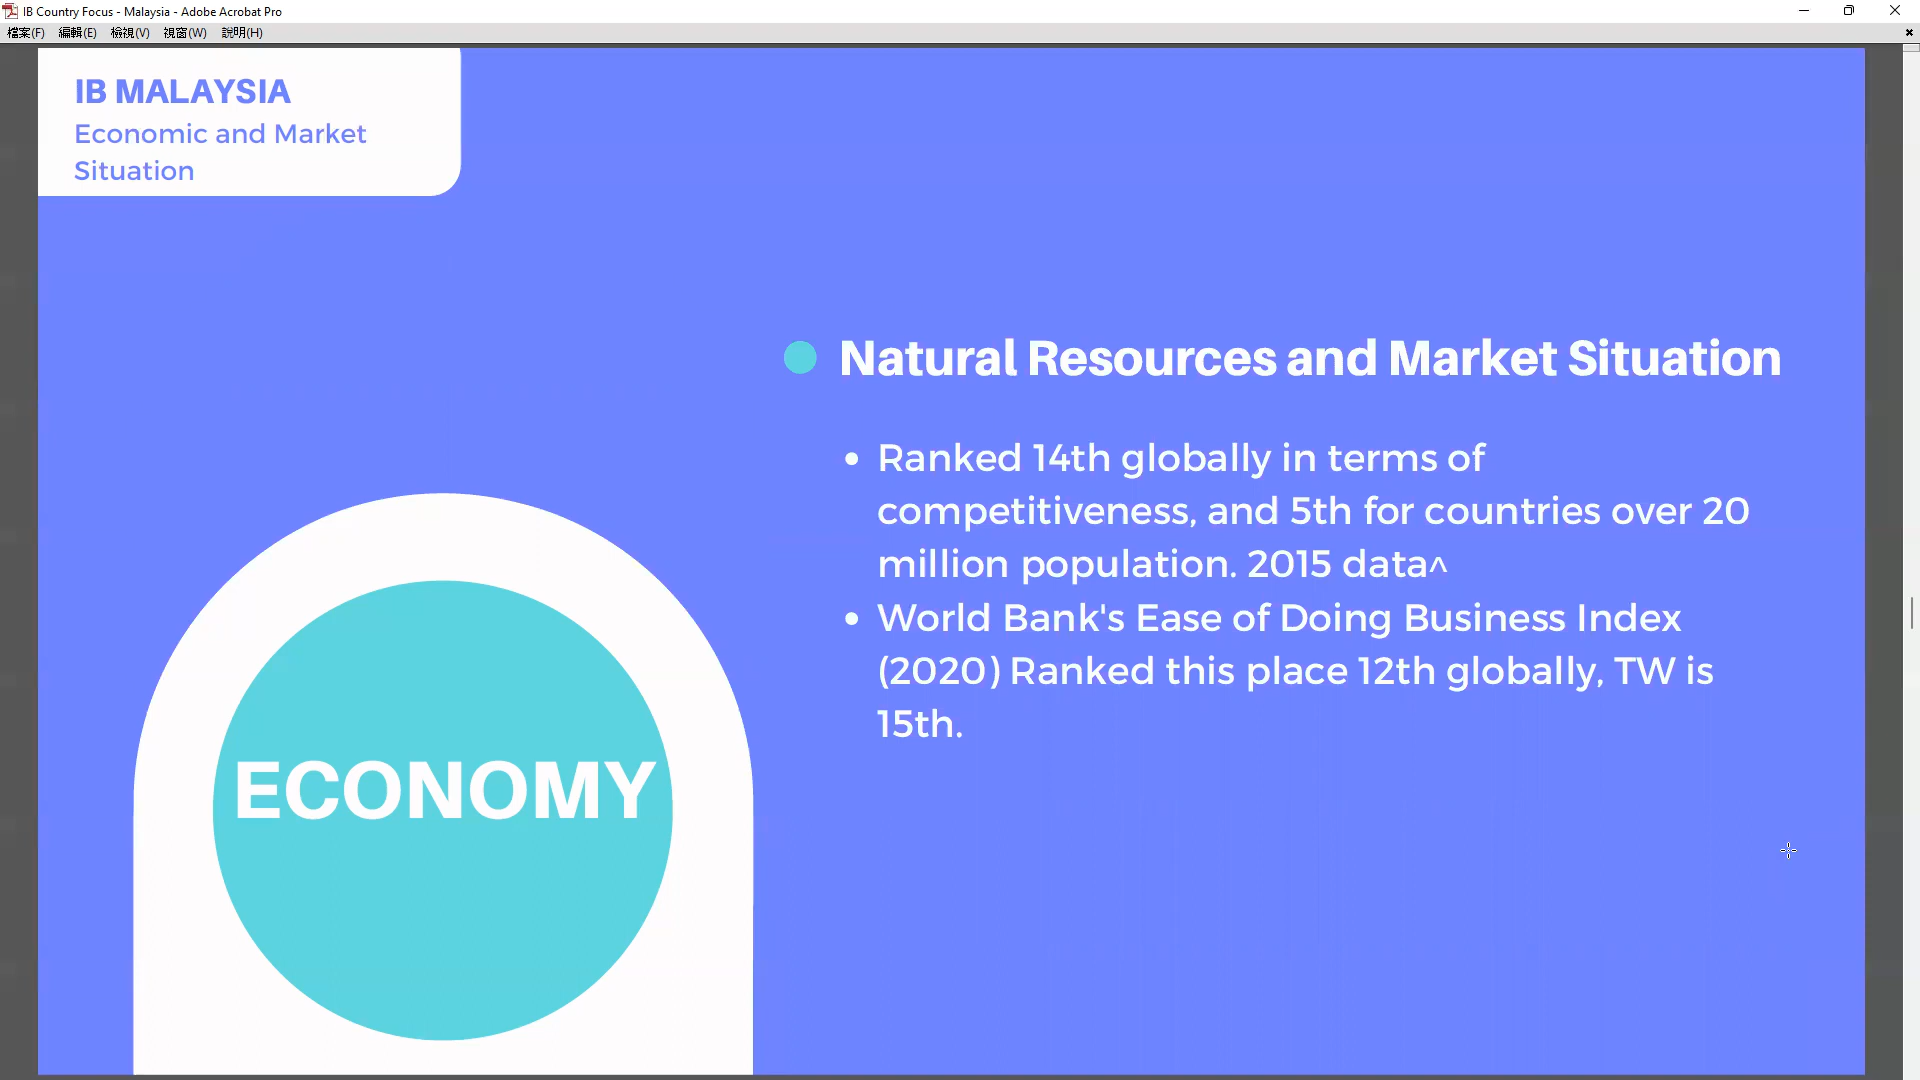 IB Country Focus - Malaysia - Adobe Acrobat Pro
檔案(F) 編輯(E) 檢視(V) 視窗(W) 說明(H)
IB MALAYSIA
Economic and Market
Situation
Natural Resources and Market Situation
• Ranked 14th globally in terms of
competitiveness, and 5th for countries over 20
million population. 2015 data^
• World Bank's Ease of Doing Business Index
(2020) Ranked this place 12th globally, TW is
15th.
ECONOMY